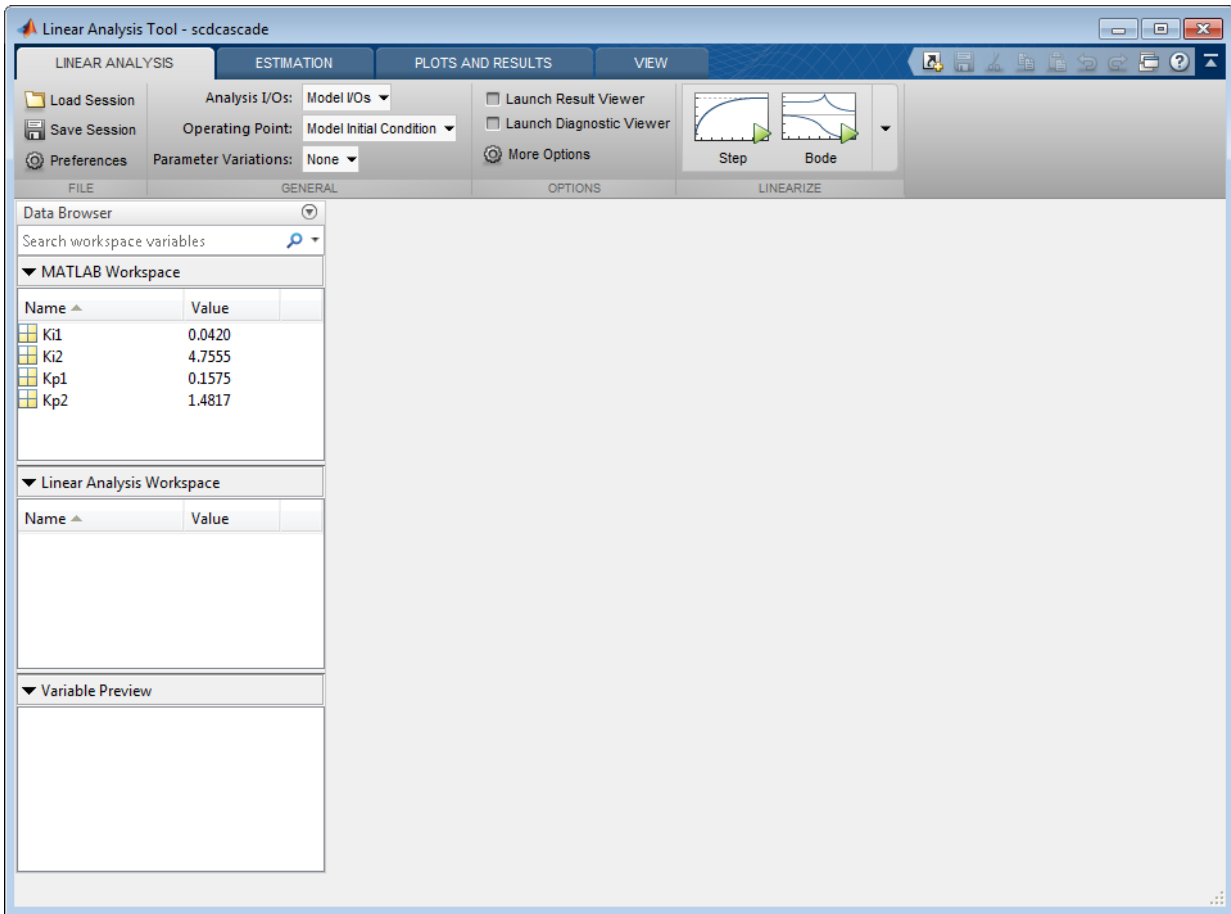 Linear Analysis Tool - scdcascade
LINEAR ANALYSIS ESTIMATION PLOTS AND RESULTS VIEW
Load Session
Save Session
Preferences
FILE
Analysis I/Os: Model I/Os
Operating Point: Model Initial Condition
Parameter Variations: None
GENERAL
Launch Result Viewer
Launch Diagnostic Viewer
More Options
OPTIONS
Step Bode
LINEARIZE
Data Browser
Search workspace variables
MATLAB Workspace
Name Value
Ki1 0.0420
Ki2 4.7555
Kp1 0.1575
Kp2 1.4817
Linear Analysis Workspace
Name Value
Variable Preview